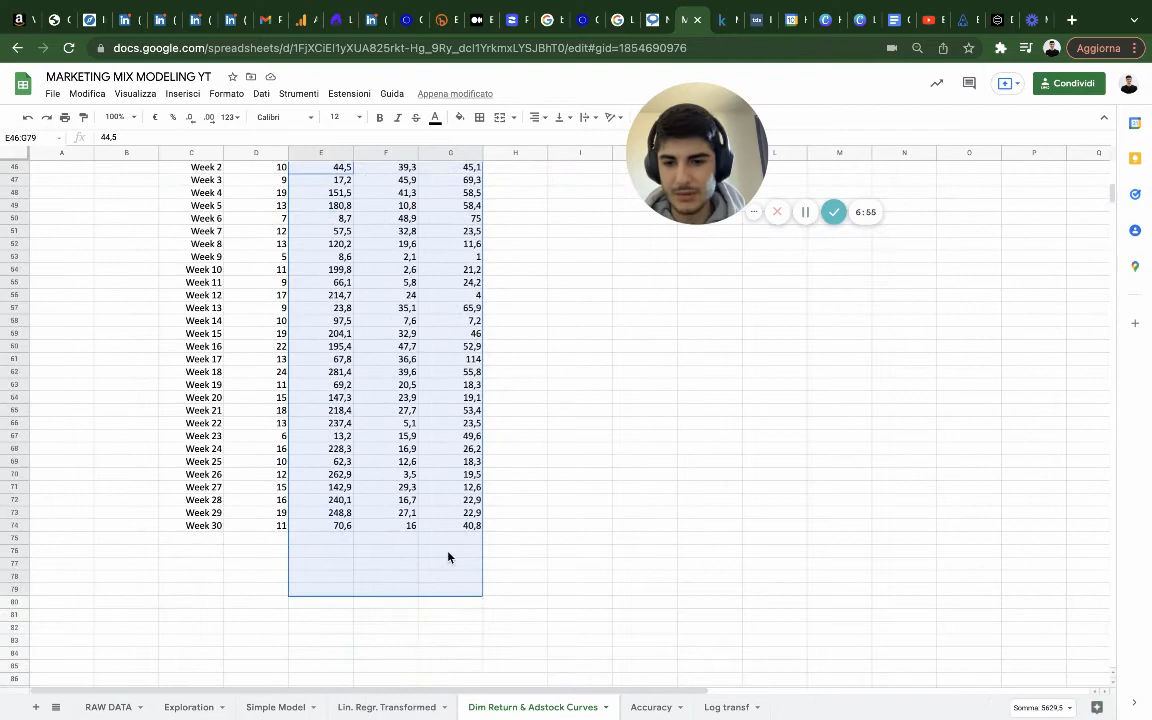 docs.google.com/spreadsheets/d/1FjXCiEI1yXUA825rkt-Hg_9Ry_dcl1YrkmxLYSJBhT0/edit#gid=1854690976
Aggiorna
MARKETING MIX MODELING YT
File Modifica Visualizza Inserisci Formato Dati Strumenti Estensioni Guida Appena modificato
Condividi
100% € % .0 .00 123 Calibri 12 B I S A
E46:G79 fx 44,5
A B C D E F G H I L M N O P Q
46 Week 2 10 44,5 39,3 45,1
47 Week 3 9 17,2 45,9 69,3
48 Week 4 19 151,5 41,3 58,5
49 Week 5 13 180,8 10,8 58,4
50 Week 6 7 8,7 48,9 75
51 Week 7 12 57,5 32,8 23,5
52 Week 8 13 120,2 19,6 11,6
53 Week 9 5 8,6 2,1 1
54 Week 10 11 199,8 2,6 21,2
55 Week 11 9 66,1 5,8 24,2
56 Week 12 17 214,7 24 4
57 Week 13 9 23,8 35,1 65,9
58 Week 14 10 97,5 7,6 7,2
59 Week 15 19 204,1 32,9 46
60 Week 16 22 195,4 47,7 52,9
61 Week 17 13 67,8 36,6 114
62 Week 18 24 281,4 39,6 55,8
63 Week 19 11 69,2 20,5 18,3
64 Week 20 15 147,3 23,9 19,1
65 Week 21 18 218,4 27,7 53,4
66 Week 22 13 237,4 5,1 23,5
67 Week 23 6 13,2 15,9 49,6
68 Week 24 16 228,3 16,9 26,2
69 Week 25 10 62,3 12,6 18,3
70 Week 26 12 262,9 3,5 19,5
71 Week 27 15 142,9 29,3 12,6
72 Week 28 16 240,1 16,7 22,9
73 Week 29 19 248,8 27,1 22,9
74 Week 30 11 70,6 16 40,8
75
76
77
78
79
80
81
82
83
84
85
86
6:55
RAW DATA Exploration Simple Model Lin. Regr. Transformed Dim Return & Adstock Curves Accuracy Log transf Somma: 5629,5